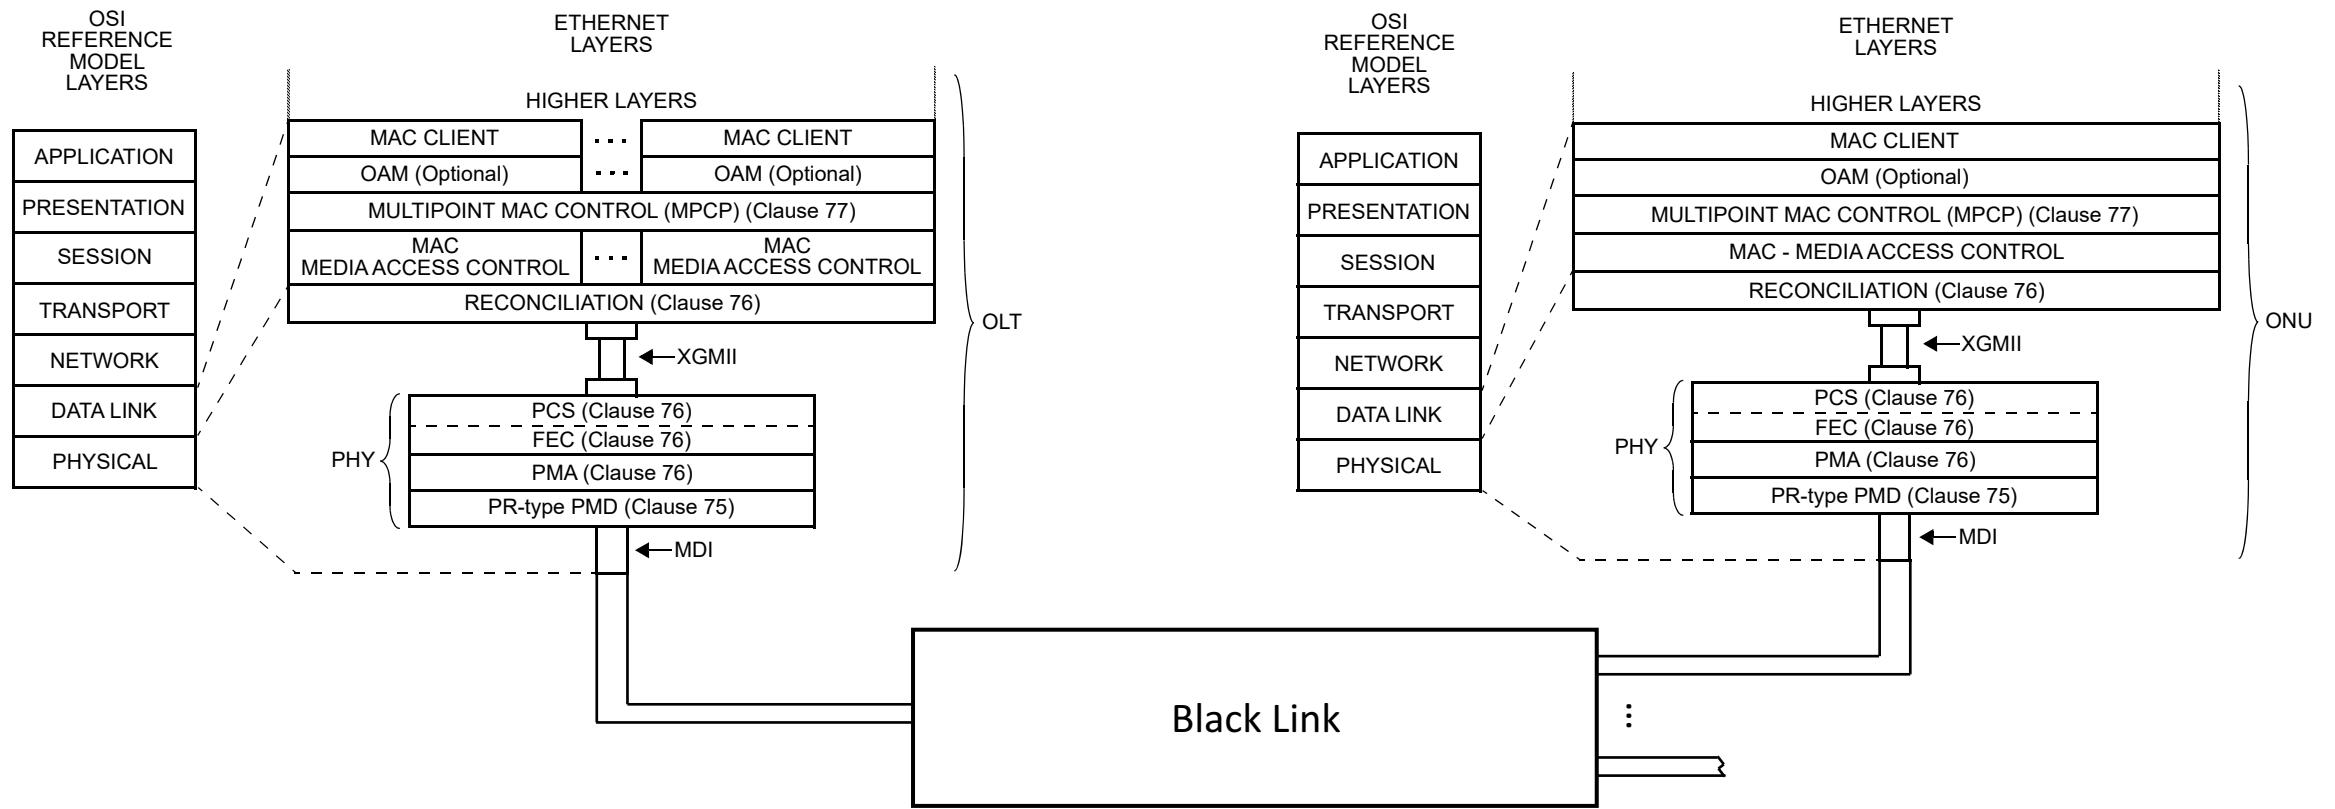 OSI
REFERENCE
MODEL
LAYERS
ETHERNET
LAYERS
HIGHER LAYERS
APPLICATION
PRESENTATION
SESSION
TRANSPORT
NETWORK
DATA LINK
PHYSICAL
MAC CLIENT
...
MAC CLIENT
OAM (Optional)
...
OAM (Optional)
MULTIPOINT MAC CONTROL (MPCP) (Clause 77)
MAC
MEDIA ACCESS CONTROL
...
MAC
MEDIA ACCESS CONTROL
RECONCILIATION (Clause 76)
OLT
XGMII
PHY
PCS (Clause 76)
FEC (Clause 76)
PMA (Clause 76)
PR-type PMD (Clause 75)
MDI
OSI
REFERENCE
MODEL
LAYERS
ETHERNET
LAYERS
HIGHER LAYERS
APPLICATION
PRESENTATION
SESSION
TRANSPORT
NETWORK
DATA LINK
PHYSICAL
MAC CLIENT
OAM (Optional)
MULTIPOINT MAC CONTROL (MPCP) (Clause 77)
MAC - MEDIA ACCESS CONTROL
RECONCILIATION (Clause 76)
ONU
XGMII
PHY
PCS (Clause 76)
FEC (Clause 76)
PMA (Clause 76)
PR-type PMD (Clause 75)
MDI
Black Link
...